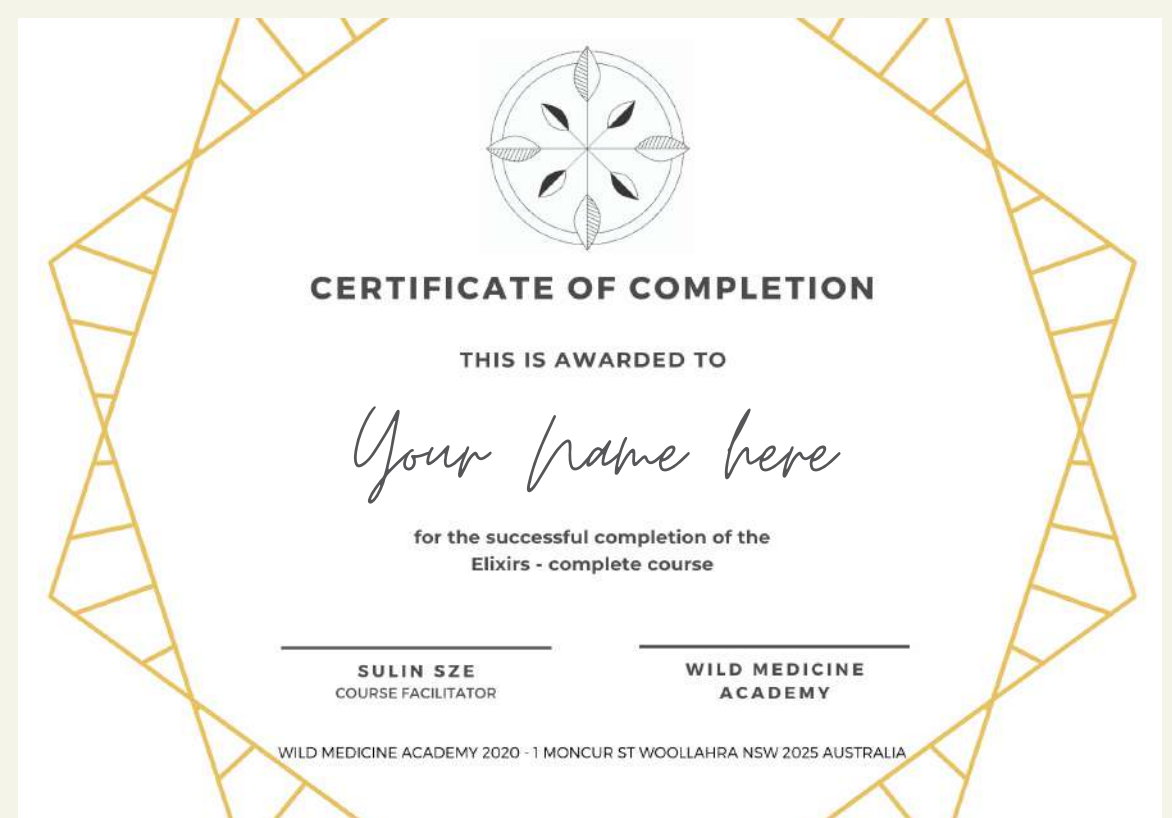 CERTIFICATE OF COMPLETION
THIS IS AWARDED TO
Your Name here
for the successful completion of the
Elixirs - complete course
SULIN SZE
COURSE FACILITATOR
WILD MEDICINE
ACADEMY
WILD MEDICINE ACADEMY 2020 - 1 MONCUR ST WOOLLAHRA NSW 2025 AUSTRALIA